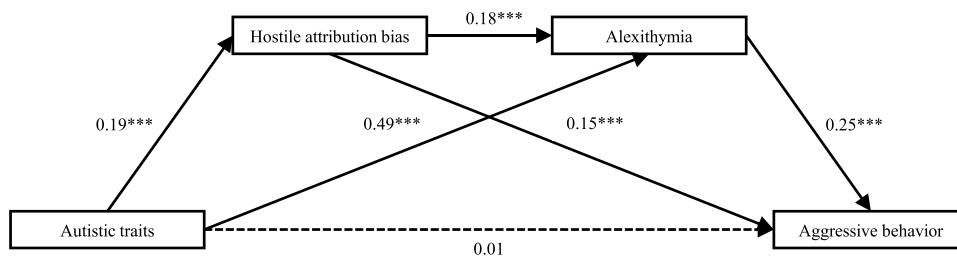 0.18***
Hostile attribution bias
Alexithymia
0.19***
0.49***
0.15***
0.25***
Autistic traits
Aggressive behavior
0.01